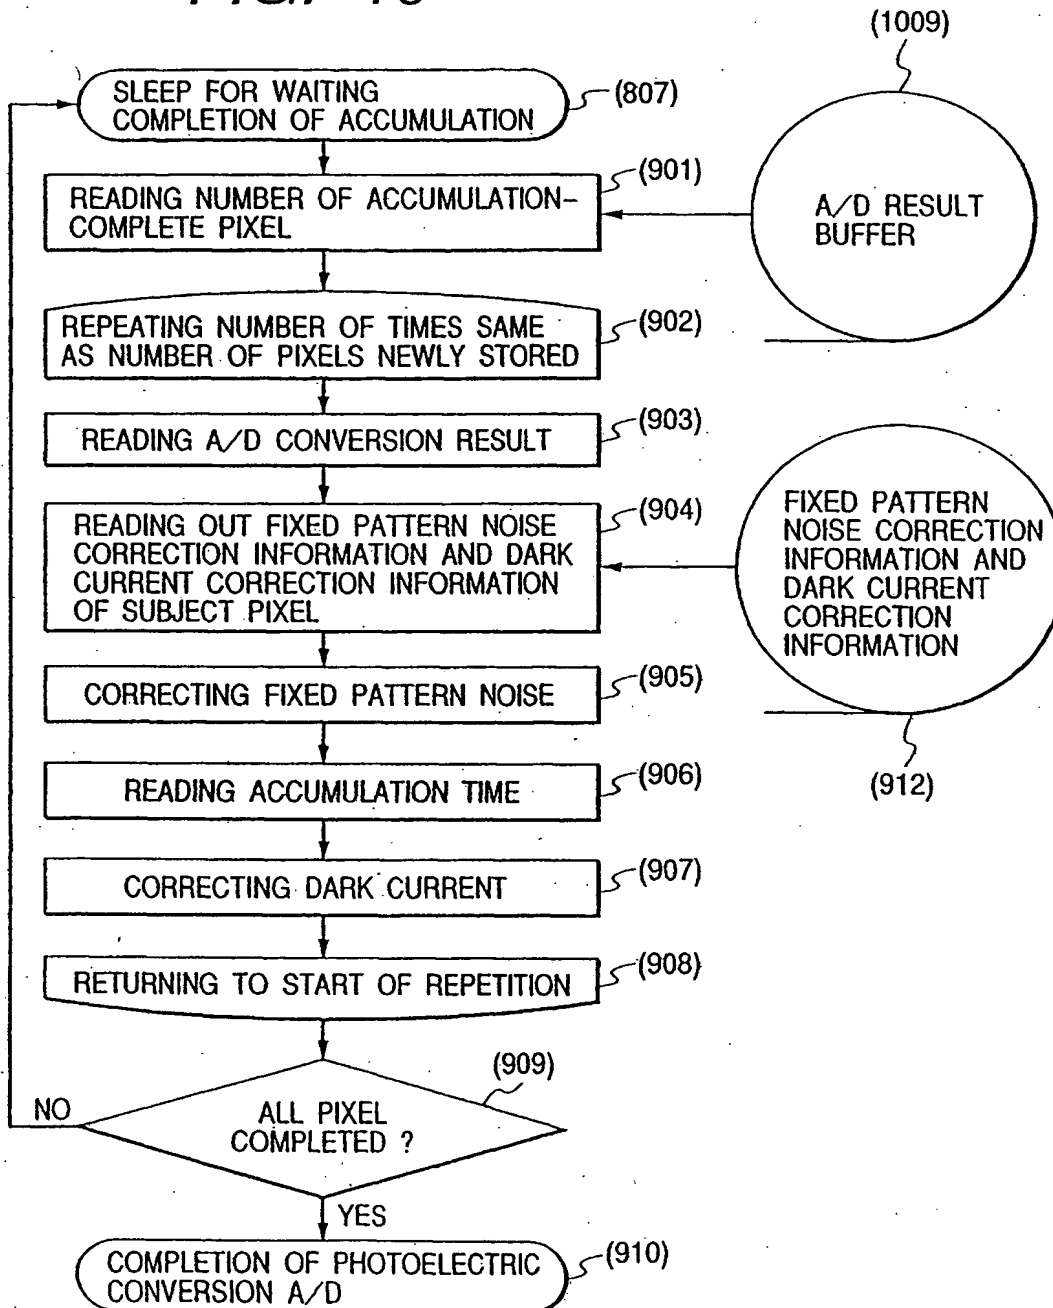 (1009)
SLEEP FOR WAITING
COMPLETION OF ACCUMULATION
(807)
READING NUMBER OF ACCUMULATION-
COMPLETE PIXEL
(901)
A/D RESULT
BUFFER
REPEATING NUMBER OF TIMES SAME
AS NUMBER OF PIXELS NEWLY STORED
(902)
READING A/D CONVERSION RESULT
(903)
READING OUT FIXED PATTERN NOISE
CORRECTION INFORMATION AND DARK
CURRENT CORRECTION INFORMATION
OF SUBJECT PIXEL
(904)
FIXED PATTERN
NOISE CORRECTION
INFORMATION AND
DARK CURRENT
CORRECTION
INFORMATION
CORRECTING FIXED PATTERN NOISE
(905)
READING ACCUMULATION TIME
(906)
(912)
CORRECTING DARK CURRENT
(907)
RETURNING TO START OF REPETITION
(908)
(909)
ALL PIXEL
COMPLETED ?
NO
YES
COMPLETION OF PHOTOELECTRIC
CONVERSION A/D
(910)